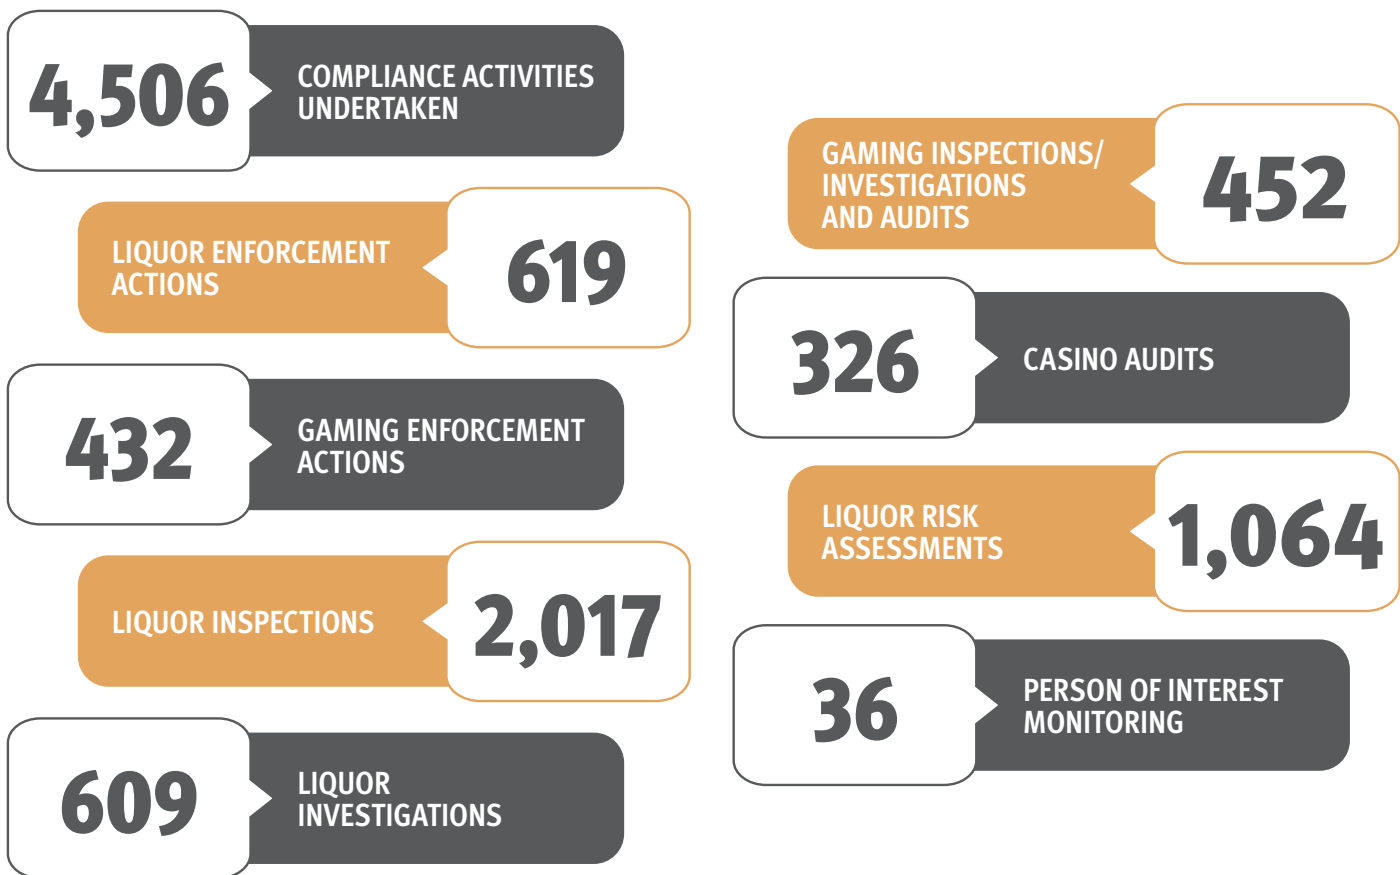 4,506
COMPLIANCE ACTIVITIES
UNDERTAKEN
LIQUOR ENFORCEMENT
ACTIONS
619
432
GAMING ENFORCEMENT
ACTIONS
LIQUOR INSPECTIONS
2,017
609
LIQUOR
INVESTIGATIONS
GAMING INSPECTIONS/
INVESTIGATIONS
AND AUDITS
452
326
CASINO AUDITS
LIQUOR RISK
ASSESSMENTS
1,064
36
PERSON OF INTEREST
MONITORING